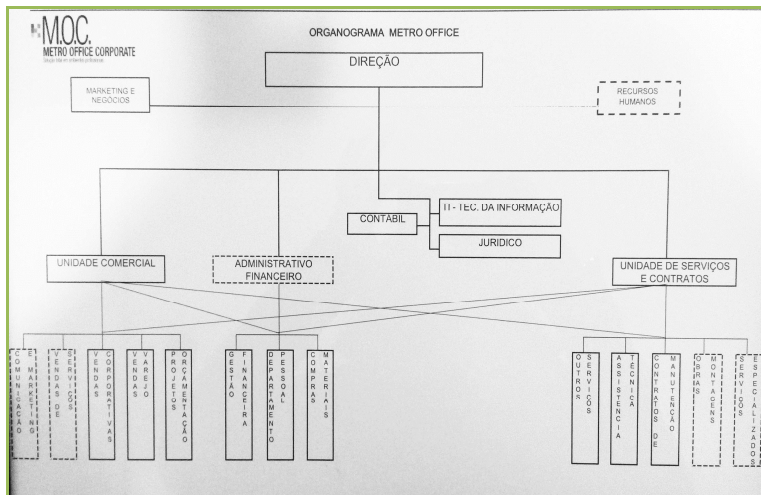 M.O.C.
METRO OFFICE CORPORATE
ORGANOGRAMA METRO OFFICE
DIREÇÃO
MARKETING E
NEGÓCIOS
RECURSOS
HUMANOS
TI - TEC. DA INFORMAÇÃO
CONTÁBIL
JURIDICO
UNIDADE COMERCIAL
ADMINISTRATIVO
FINANCEIRO
UNIDADE DE SERVIÇOS
E CONTRATOS
COMUNICAÇÃO
E MARKETING
VENDAS DE
SERVIÇOS
VENDAS
CORPORATIVAS
VENDAS
VAREJO
PROJETOS
ORÇAMENTAÇÃO
GESTÃO
FINANCEIRA
DEPARTAMENTO
PESSOAL
COMPRAS
MATERIAIS
OUTROS
SERVIÇOS
ASSISTENCIA
TÉCNICA
CONTRATOS DE
MANUTENÇÃO
OBRAS
MONTAGENS
SERVIÇOS
ESPECIALIZADOS